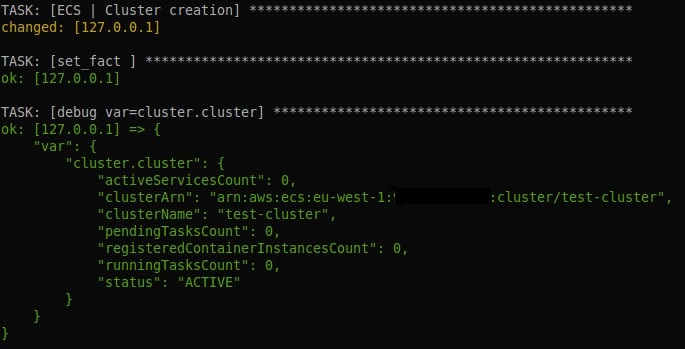 TASK: [ECS | Cluster creation] ************************************************
changed: [127.0.0.1]
TASK: [set_fact ] *************************************************************
ok: [127.0.0.1]
TASK: [debug var=cluster.cluster] *********************************************
ok: [127.0.0.1] => {
    "var": {
        "cluster.cluster": {
            "activeServicesCount": 0,
            "clusterArn": "arn:aws:ecs:eu-west-1: :cluster/test-cluster",
            "clusterName": "test-cluster",
            "pendingTasksCount": 0,
            "registeredContainerInstancesCount": 0,
            "runningTasksCount": 0,
            "status": "ACTIVE"
        }
    }
}